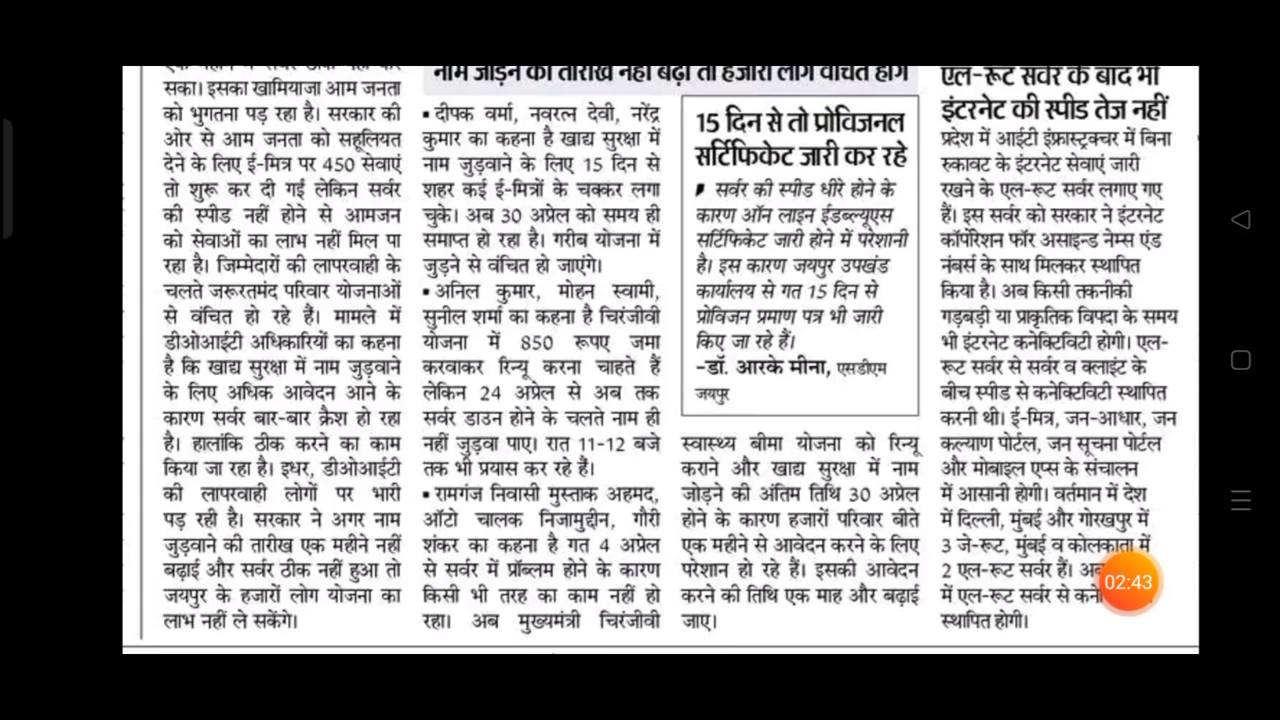 सका। इसका खामियाजा आम जनता
को भुगतना पड़ रहा है। सरकार की
ओर से आम जनता को सहूलियत
देने के लिए ई-मित्र पर 450 सेवाएं
तो शुरू कर दी गई लेकिन सर्वर
की स्पीड नहीं होने से आमजन
को सेवाओं का लाभ नहीं मिल पा
रहा है। जिम्मेदारों की लापरवाही के
चलते जरूरतमंद परिवार योजनाओं
से वंचित हो रहे हैं। मामले में
डीओआईटी अधिकारियों का कहना
है कि खाद्य सुरक्षा में नाम जुड़वाने
के लिए अधिक आवेदन आने के
कारण सर्वर बार-बार क्रैश हो रहा
है। हालांकि ठीक करने का काम
किया जा रहा है। इधर, डीओआईटी
की लापरवाही लोगों पर भारी
पड़ रही है। सरकार ने अगर नाम
जुड़वाने की तारीख एक महीने नहीं
बढ़ाई और सर्वर ठीक नहीं हुआ तो
जयपुर के हजारों लोग योजना का
लाभ नहीं ले सकेंगे।
नाम जोड़ने की तारीख नहीं बढ़ी तो हजारों लोग वंचित होंगे
▪ दीपक वर्मा, नवरत्न देवी, नरेंद्र
कुमार का कहना है खाद्य सुरक्षा में
नाम जुड़वाने के लिए 15 दिन से
शहर कई ई-मित्रों के चक्कर लगा
चुके। अब 30 अप्रेल को समय ही
समाप्त हो रहा है। गरीब योजना में
जुड़ने से वंचित हो जाएंगे।
▪ अनिल कुमार, मोहन स्वामी,
सुनील शर्मा का कहना है चिरंजीवी
योजना में 850 रूपए जमा
करवाकर रिन्यू करना चाहते हैं
लेकिन 24 अप्रेल से अब तक
सर्वर डाउन होने के चलते नाम ही
नहीं जुड़वा पाए। रात 11-12 बजे
तक भी प्रयास कर रहे हैं।
▪ रामगंज निवासी मुस्ताक अहमद,
ऑटो चालक निजामुद्दीन, गौरी
शंकर का कहना है गत 4 अप्रेल
से सर्वर में प्रॉब्लम होने के कारण
किसी भी तरह का काम नहीं हो
रहा। अब मुख्यमंत्री चिरंजीवी
15 दिन से तो प्रोविजनल
सर्टिफिकेट जारी कर रहे
सर्वर की स्पीड धीरे होने के
कारण ऑन लाइन ईडब्ल्यूएस
सर्टिफिकेट जारी होने में परेशानी
है। इस कारण जयपुर उपखंड
कार्यालय से गत 15 दिन से
प्रोविजन प्रमाण पत्र भी जारी
किए जा रहे हैं।
-डॉ. आरके मीना, एसडीएम
जयपुर
स्वास्थ्य बीमा योजना को रिन्यू
कराने और खाद्य सुरक्षा में नाम
जोड़ने की अंतिम तिथि 30 अप्रेल
होने के कारण हजारों परिवार बीते
एक महीने से आवेदन करने के लिए
परेशान हो रहे हैं। इसकी आवेदन
करने की तिथि एक माह और बढ़ाई
जाए।
एल-रूट सर्वर के बाद भी
इंटरनेट की स्पीड तेज नहीं
प्रदेश में आईटी इंफ्रास्ट्रक्चर में बिना
रुकावट के इंटरनेट सेवाएं जारी
रखने के एल-रूट सर्वर लगाए गए
हैं। इस सर्वर को सरकार ने इंटरनेट
कॉर्पोरेशन फॉर असाइन्ड नेम्स एंड
नंबर्स के साथ मिलकर स्थापित
किया है। अब किसी तकनीकी
गड़बड़ी या प्राकृतिक विपदा के समय
भी इंटरनेट कनेक्टिविटी होगी। एल-
रूट सर्वर से सर्वर व क्लाइंट के
बीच स्पीड से कनेक्टिविटी स्थापित
करनी थी। ई-मित्र, जन-आधार, जन
कल्याण पोर्टल, जन सूचना पोर्टल
और मोबाइल एप्स के संचालन
में आसानी होगी। वर्तमान में देश
में दिल्ली, मुंबई और गोरखपुर में
3 जे-रूट, मुंबई व कोलकाता में
2 एल-रूट सर्वर हैं।
में एल-रूट सर्वर से
स्थापित होगी।
02:43